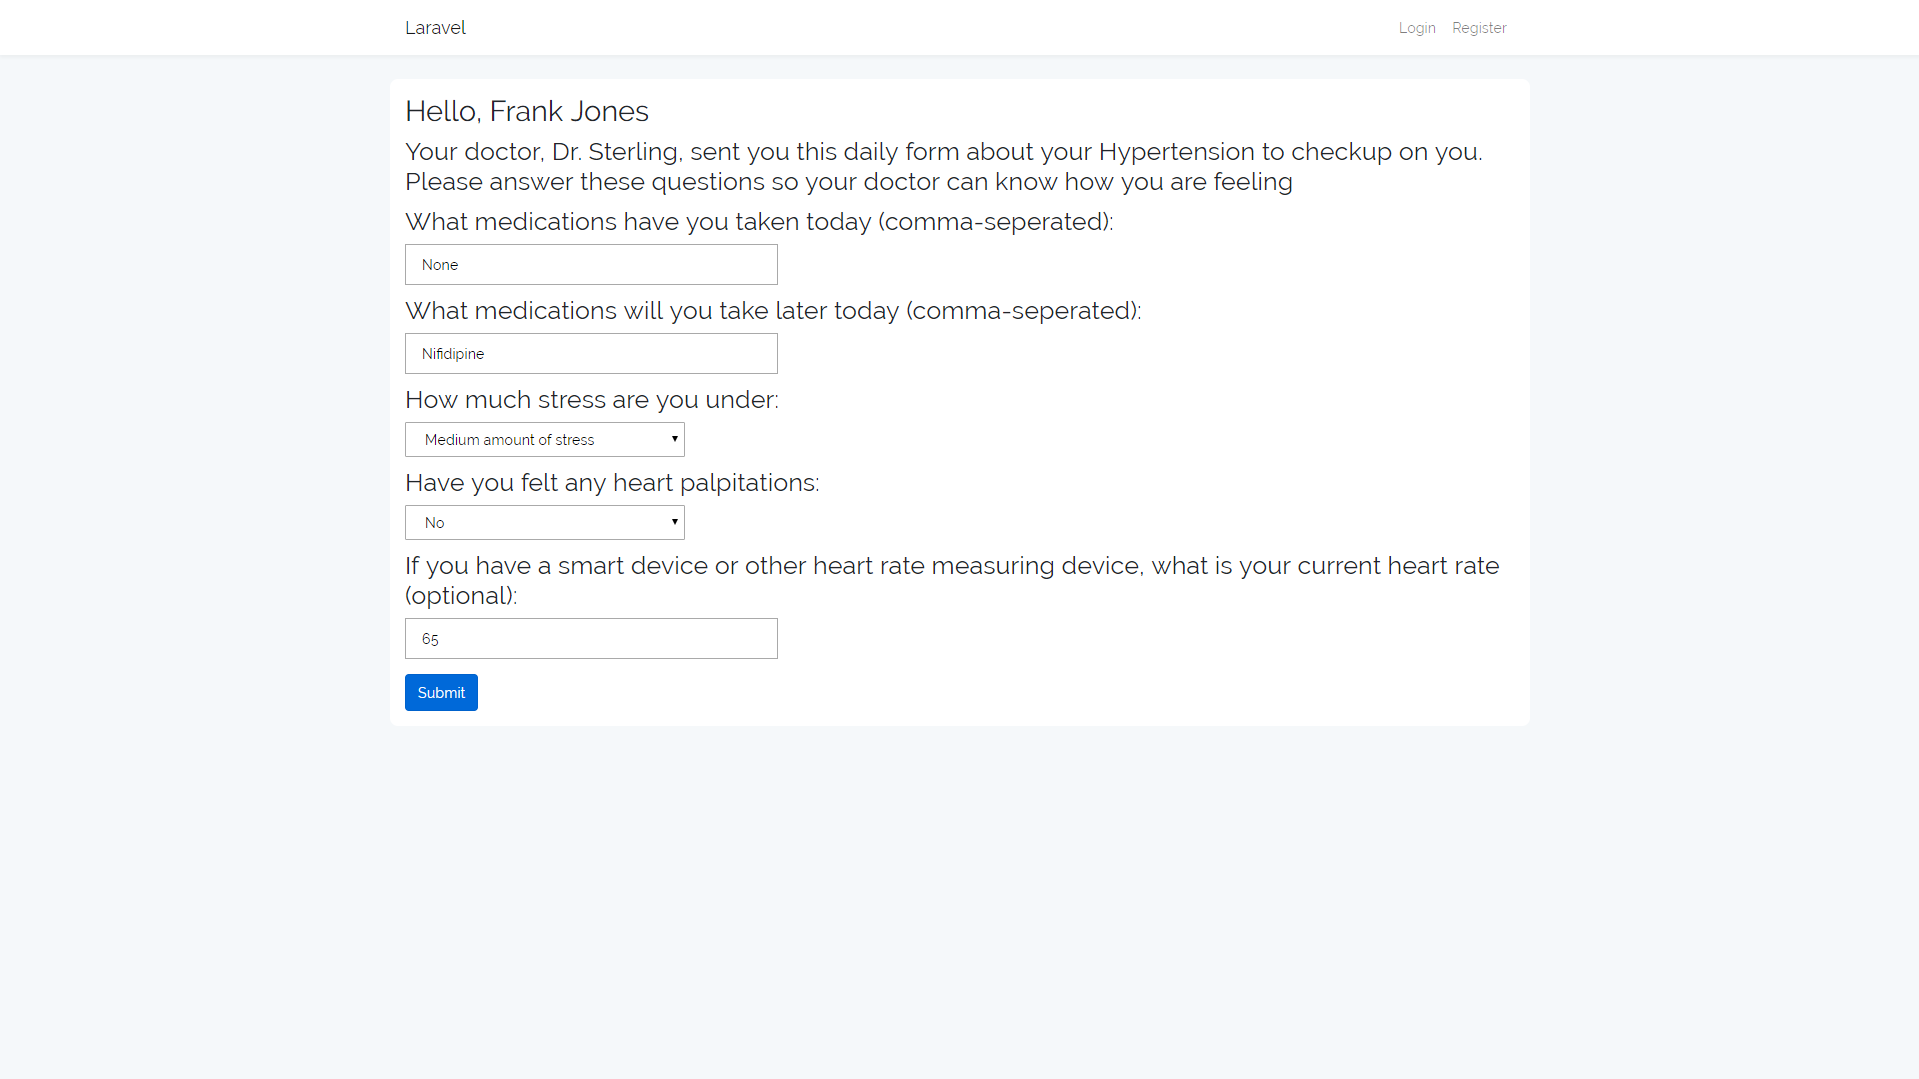 Laravel
Login Register
Hello, Frank Jones
Your doctor, Dr. Sterling, sent you this daily form about your Hypertension to checkup on you.
Please answer these questions so your doctor can know how you are feeling
What medications have you taken today (comma-seperated):
None
What medications will you take later today (comma-seperated):
Nifidipine
How much stress are you under:
Medium amount of stress
Have you felt any heart palpitations:
No
If you have a smart device or other heart rate measuring device, what is your current heart rate
(optional):
65
Submit